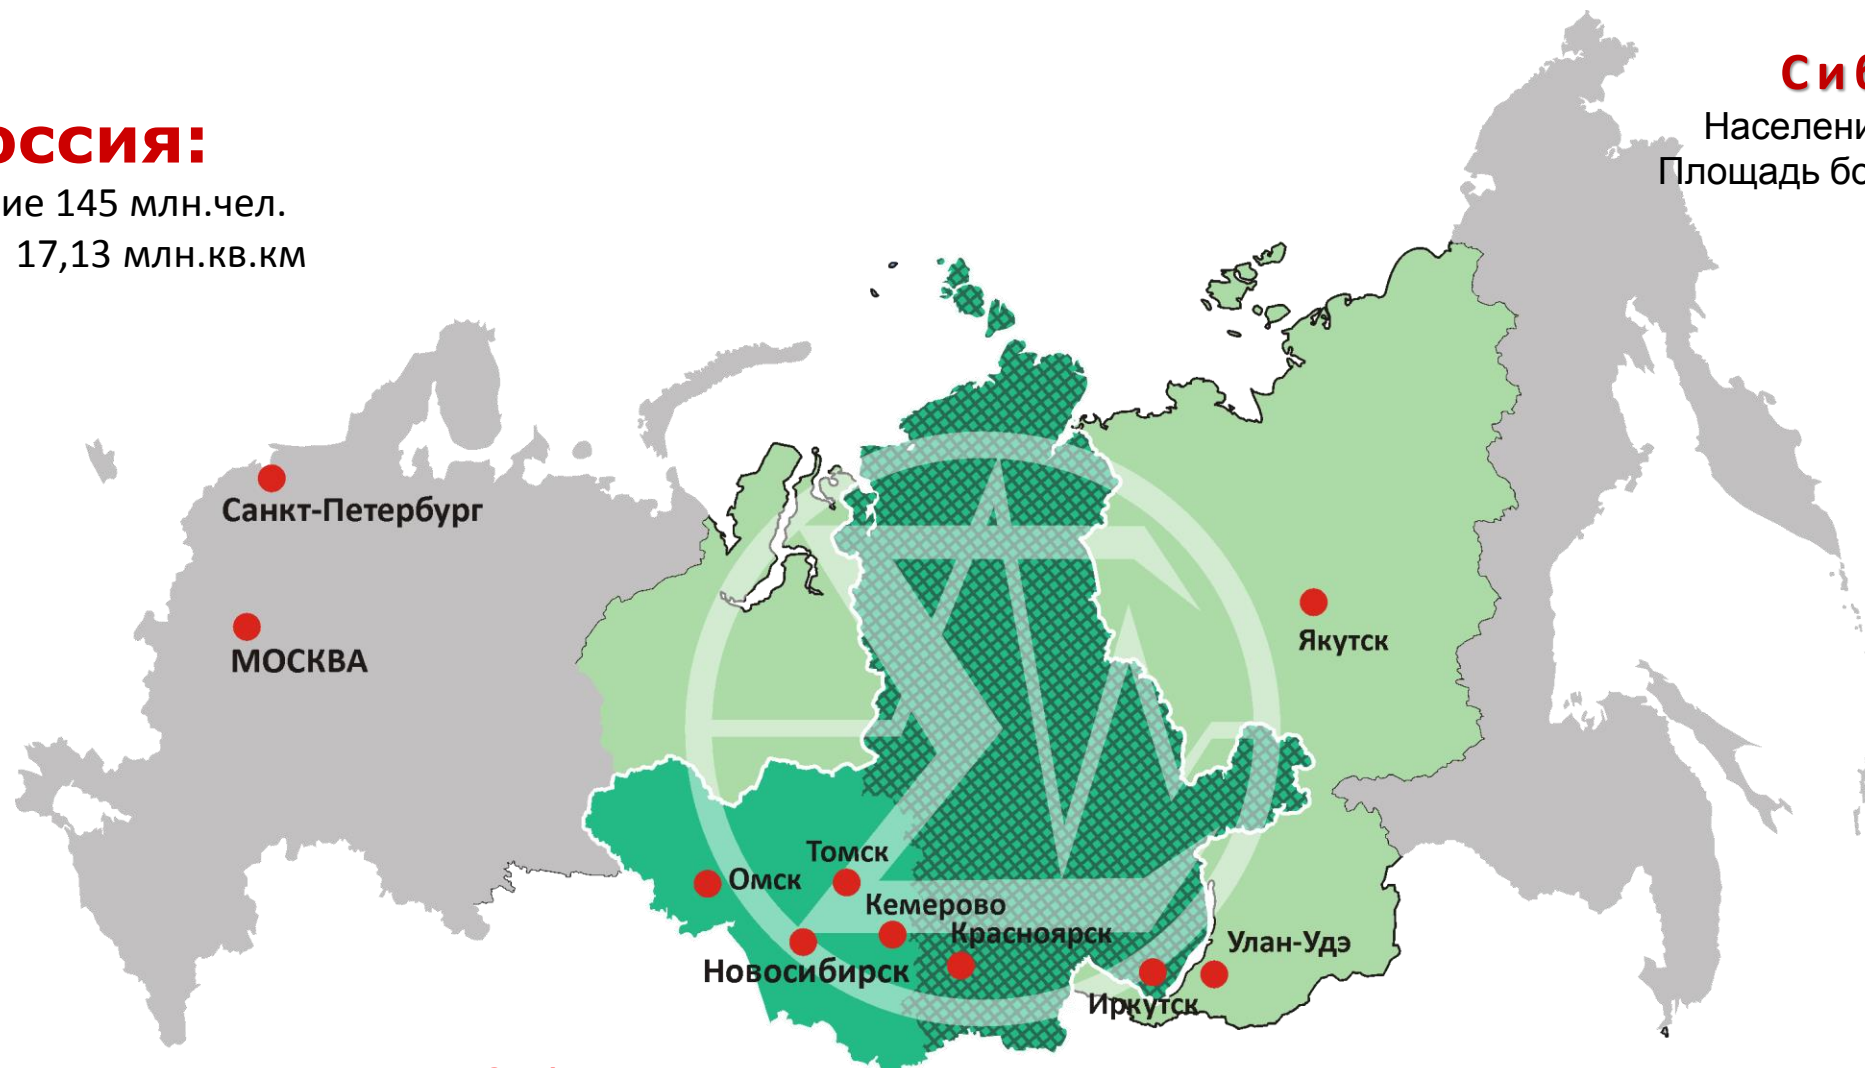 оссия:
ие 145 млн.чел.
17,13 млн.кв.км
Сиб
Населени
Площадь бо
Санкт-Петербург
МОСКВА
Якутск
Томск
Омск
Кемерово
Красноярск
Новосибирск
Улан-Удэ
Иркутск